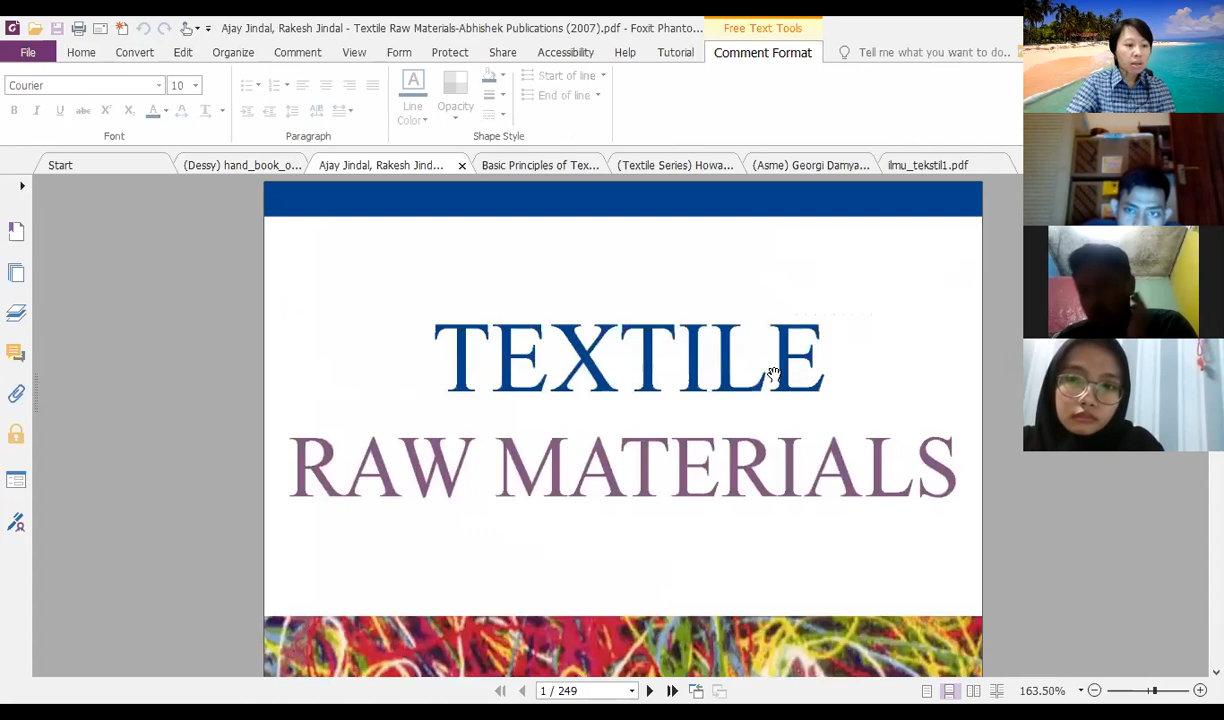 Ajay Jindal, Rakesh Jindal - Textile Raw Materials-Abhishek Publications (2007).pdf - Foxit Phanto...
Free Text Tools
File Home Convert Edit Organize Comment View Form Protect Share Accessibility Help Tutorial Comment Format Tell me what you want to do..
Courier 10
Line Color
Opacity
Start of line
End of line
B I U abc X² X₂ A T
Font Paragraph Shape Style
Start (Dessy) hand_book_o... Ajay Jindal, Rakesh Jind... Basic Principles of Tex... (Textile Series) Howa... (Asme) Georgi Damya... ilmu_tekstil1.pdf
TEXTILE
RAW MATERIALS
1 / 249 163.50%